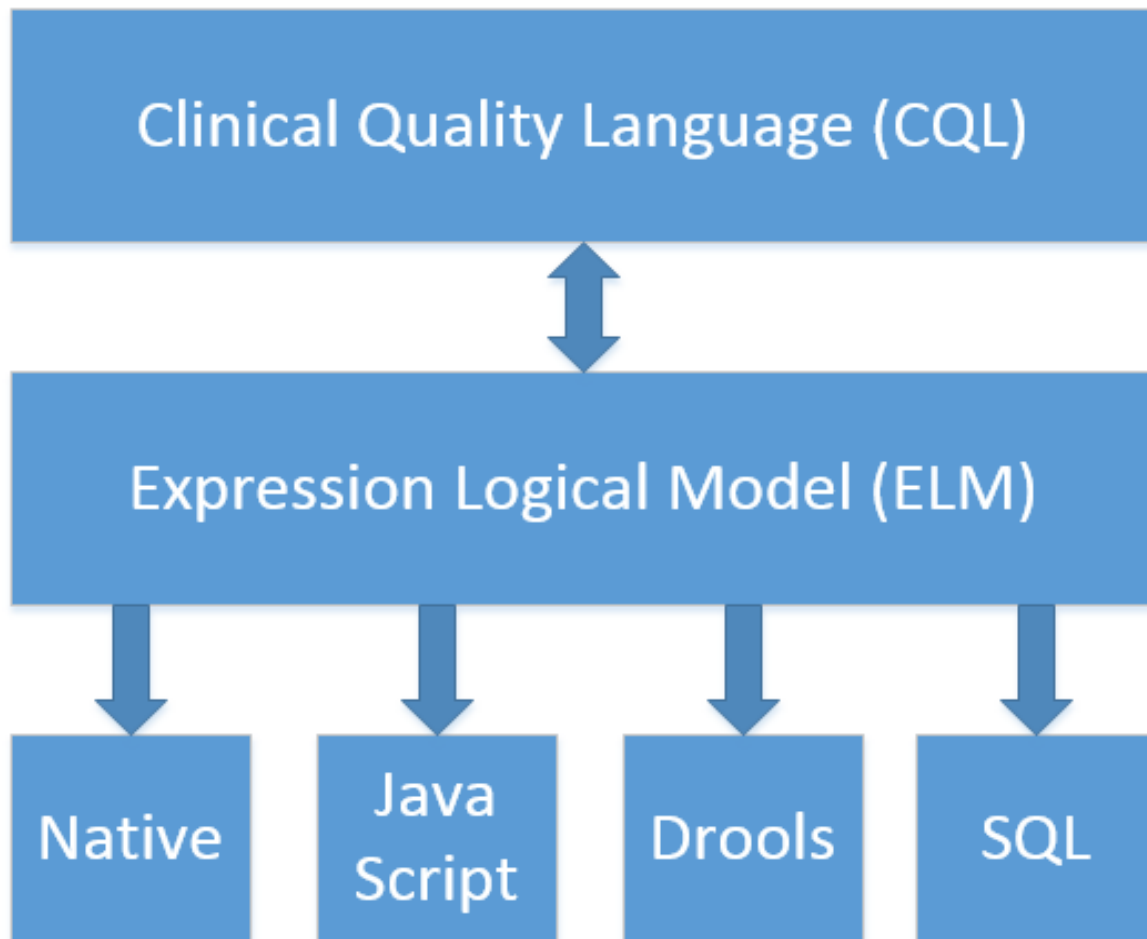 Clinical Quality Language (CQL)
Expression Logical Model (ELM)
Native
Java
Script
Drools
SQL